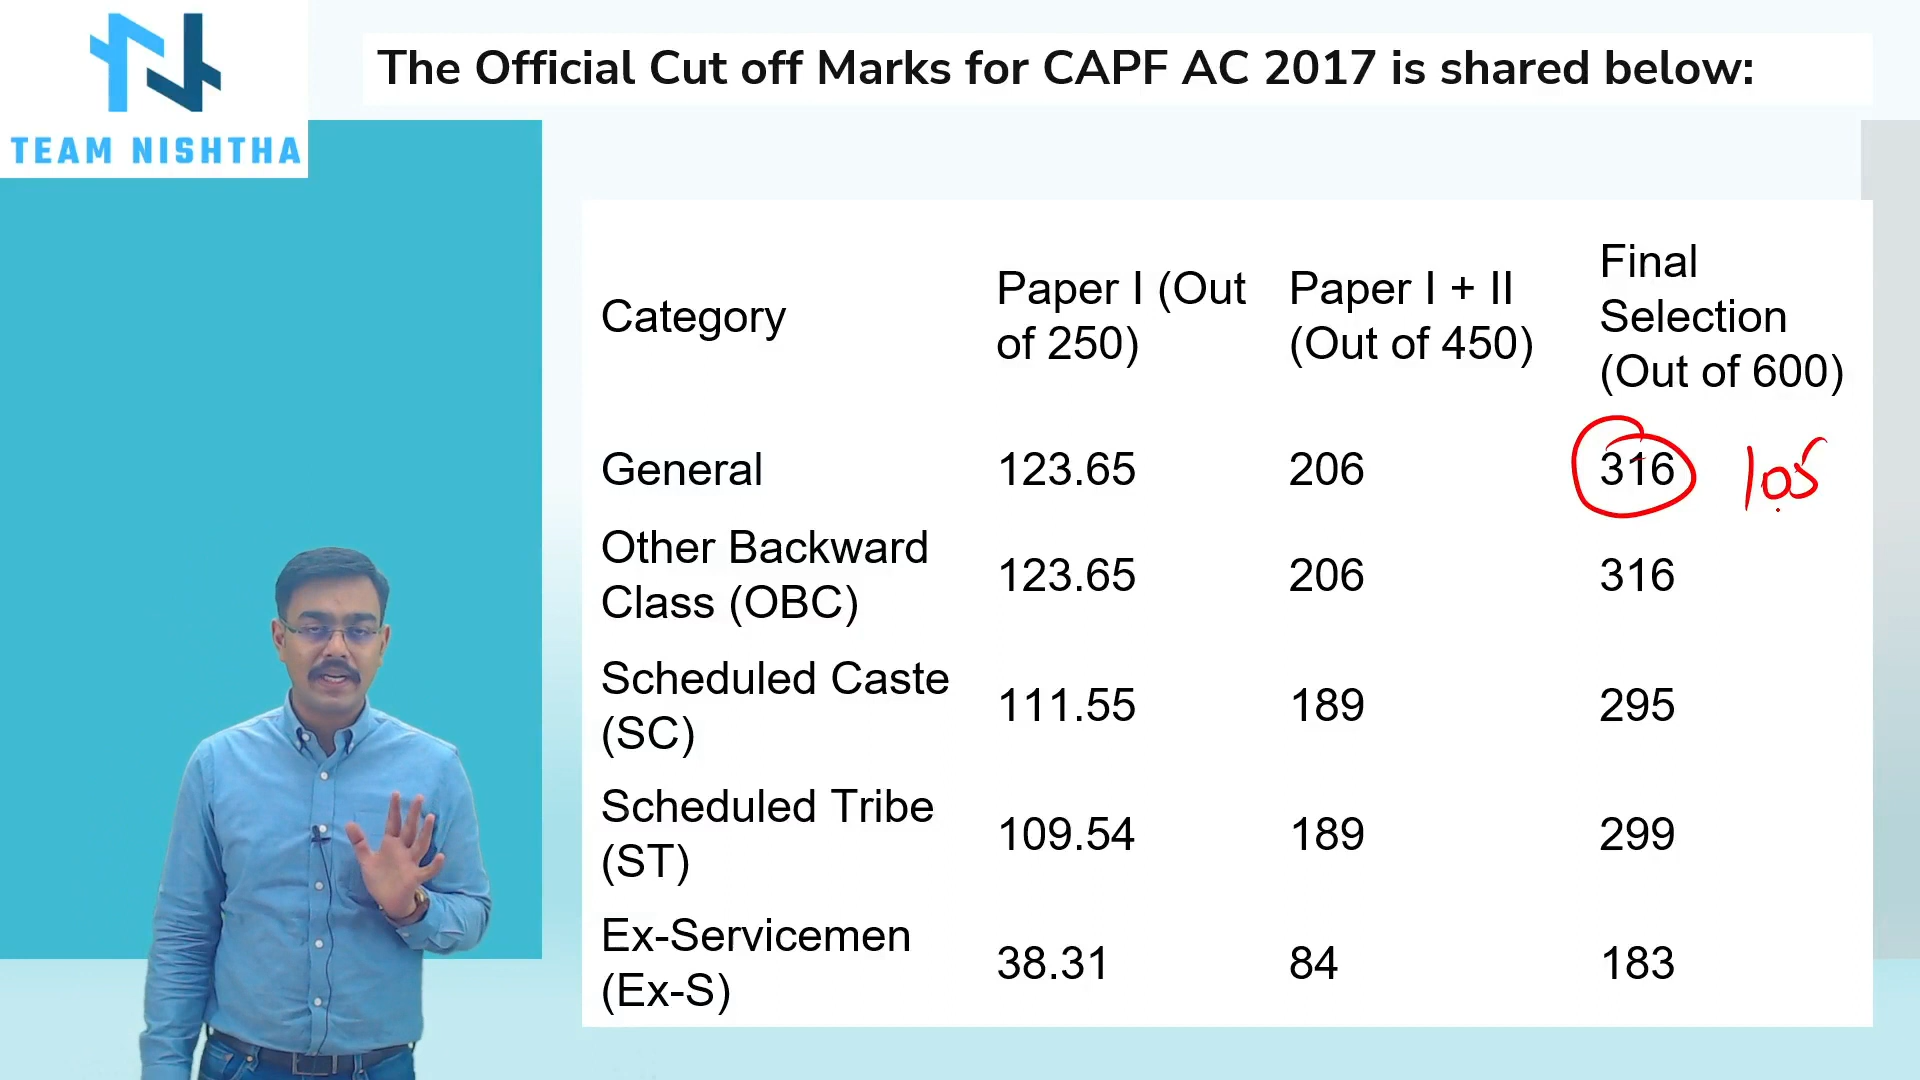 TEAM NISHTHA
The Official Cut off Marks for CAPF AC 2017 is shared below:
Category
Paper I (Out
of 250)
Paper I + II
(Out of 450)
Final
Selection
(Out of 600)
General
123.65
206
316
105
Other Backward
Class (OBC)
123.65
206
316
Scheduled Caste
(SC)
111.55
189
295
Scheduled Tribe
(ST)
109.54
189
299
Ex-Servicemen
(Ex-S)
38.31
84
183